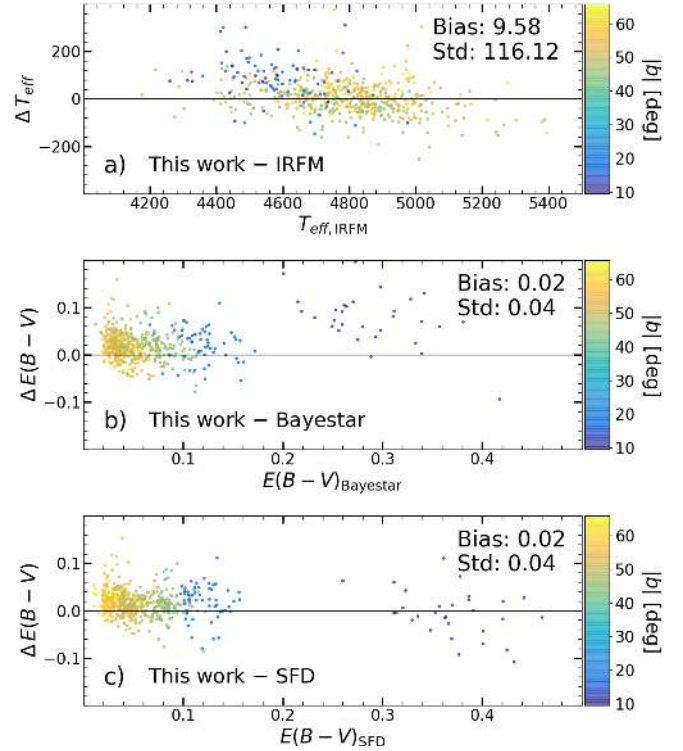 Bias: 9.58
Std: 116.12
200
0
−200
Δ T_eff
a) This work − IRFM
4200 4400 4600 4800 5000 5200 5400
T_eff, IRFM
60
50
40
30
20
10
|b| [deg]
Bias: 0.02
Std: 0.04
0.1
0.0
−0.1
Δ E(B − V)
b) This work − Bayestar
0.1 0.2 0.3 0.4
E(B − V)_Bayestar
60
50
40
30
20
10
|b| [deg]
Bias: 0.02
Std: 0.04
0.1
0.0
−0.1
Δ E(B − V)
c) This work − SFD
0.1 0.2 0.3 0.4
E(B − V)_SFD
60
50
40
30
20
10
|b| [deg]